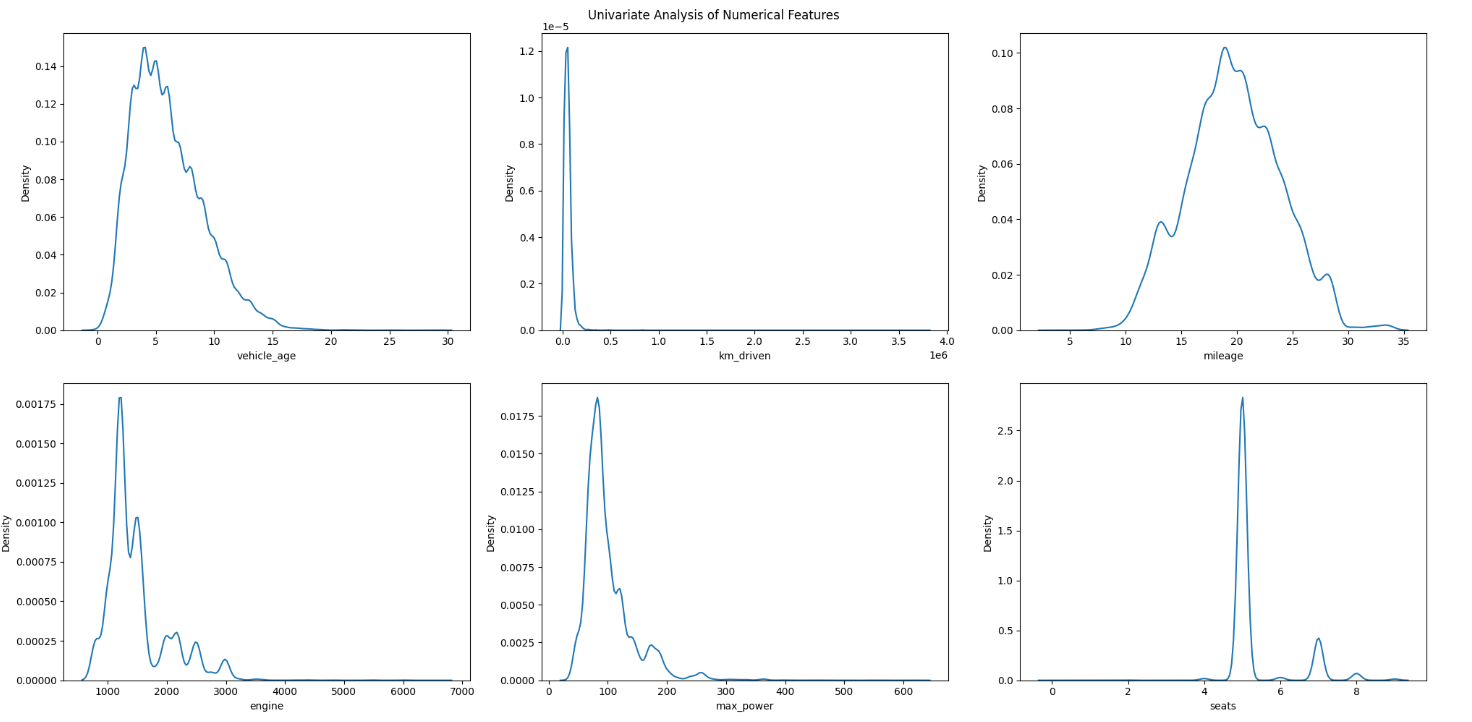 Univariate Analysis of Numerical Features
0.14
0.12
0.10
0.08
0.06
0.04
0.02
0.00
Density
0 5 10 15 20 25 30
vehicle_age
1e−5
1.2
1.0
0.8
0.6
0.4
0.2
0.0
Density
0.0 0.5 1.0 1.5 2.0 2.5 3.0 3.5 4.0
1e6
km_driven
0.10
0.08
0.06
0.04
0.02
0.00
Density
5 10 15 20 25 30 35
mileage
0.00175
0.00150
0.00125
0.00100
0.00075
0.00050
0.00025
0.00000
Density
1000 2000 3000 4000 5000 6000 7000
engine
0.0175
0.0150
0.0125
0.0100
0.0075
0.0050
0.0025
0.0000
Density
0 100 200 300 400 500 600
max_power
2.5
2.0
1.5
1.0
0.5
0.0
Density
0 2 4 6 8
seats